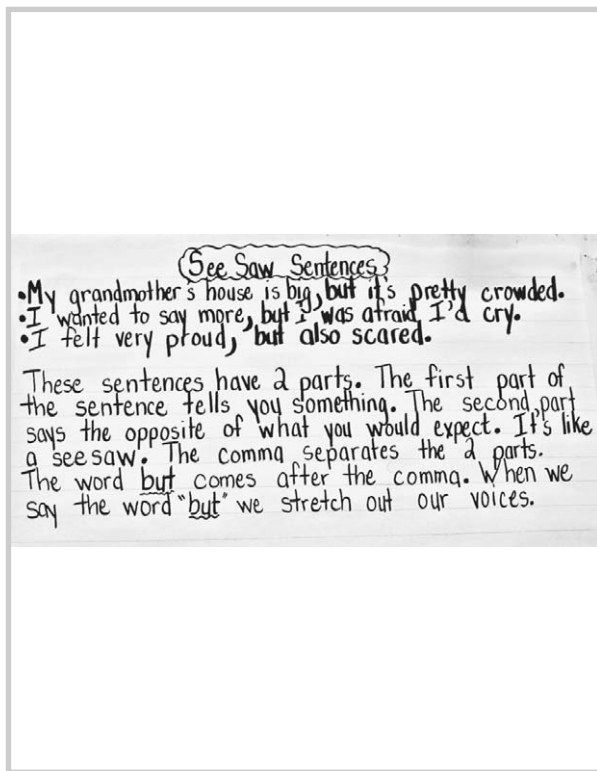 See Saw Sentences
•My grandmother's house is big, but it's pretty crowded.
•I wanted to say more, but I was afraid I'd cry.
•I felt very proud, but also scared.
These sentences have 2 parts. The first part of
the sentence tells you something. The second part
says the opposite of what you would expect. It's like
a seesaw. The comma separates the 2 parts.
The word but comes after the comma. When we
say the word "but" we stretch out our voices.